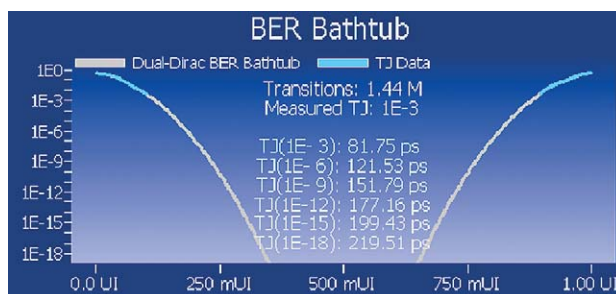 BER Bathtub
Dual-Dirac BER Bathtub TJ Data
Transitions: 1.44 M
Measured TJ: 1E-3
TJ(1E- 3): 81.75 ps
TJ(1E- 6): 121.53 ps
TJ(1E- 9): 151.79 ps
TJ(1E-12): 177.16 ps
TJ(1E-15): 199.43 ps
TJ(1E-18): 219.51 ps
1E0
1E-3
1E-6
1E-9
1E-12
1E-15
1E-18
0.0 UI 250 mUI 500 mUI 750 mUI 1.00 UI